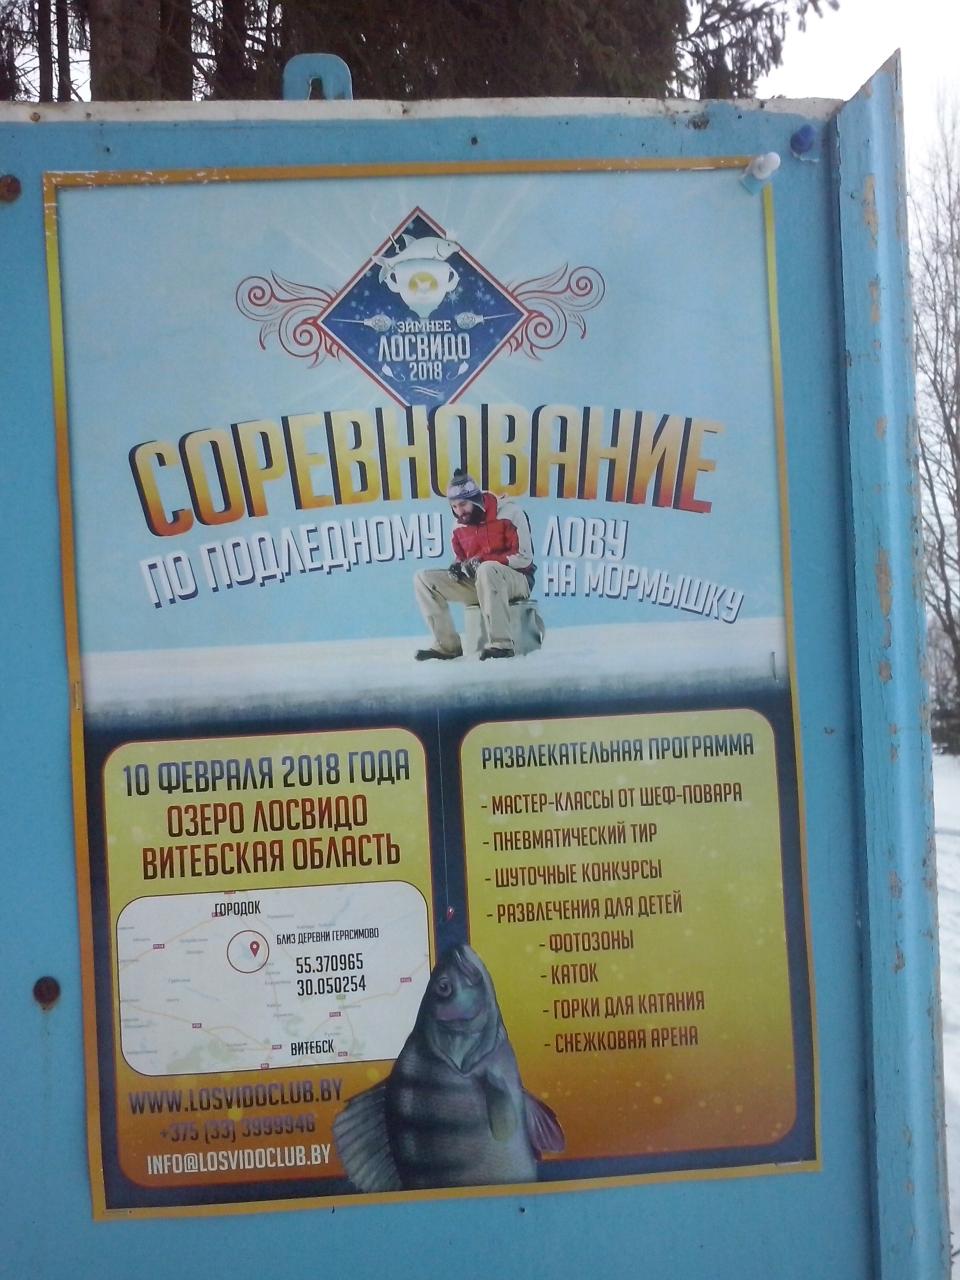 ЗИМНЕЕ
ЛОСВИДО
2018
СОРЕВНОВАНИЕ
ПО ПОДЛЕДНОМУ ЛОВУ
НА МОРМЫШКУ
10 ФЕВРАЛЯ 2018 ГОДА
ОЗЕРО ЛОСВИДО
ВИТЕБСКАЯ ОБЛАСТЬ
ГОРОДОК
БЛИЗ ДЕРЕВНИ ГЕРАСИМОВО
55.370965
30.050254
ВИТЕБСК
WWW.LOSVIDOCLUB.BY
+375 (33) 3999946
INFO@LOSVIDOCLUB.BY
РАЗВЛЕКАТЕЛЬНАЯ ПРОГРАММА
- МАСТЕР-КЛАССЫ ОТ ШЕФ-ПОВАРА
- ПНЕВМАТИЧЕСКИЙ ТИР
- ШУТОЧНЫЕ КОНКУРСЫ
- РАЗВЛЕЧЕНИЯ ДЛЯ ДЕТЕЙ
- ФОТОЗОНЫ
- КАТОК
- ГОРКИ ДЛЯ КАТАНИЯ
- СНЕЖКОВАЯ АРЕНА